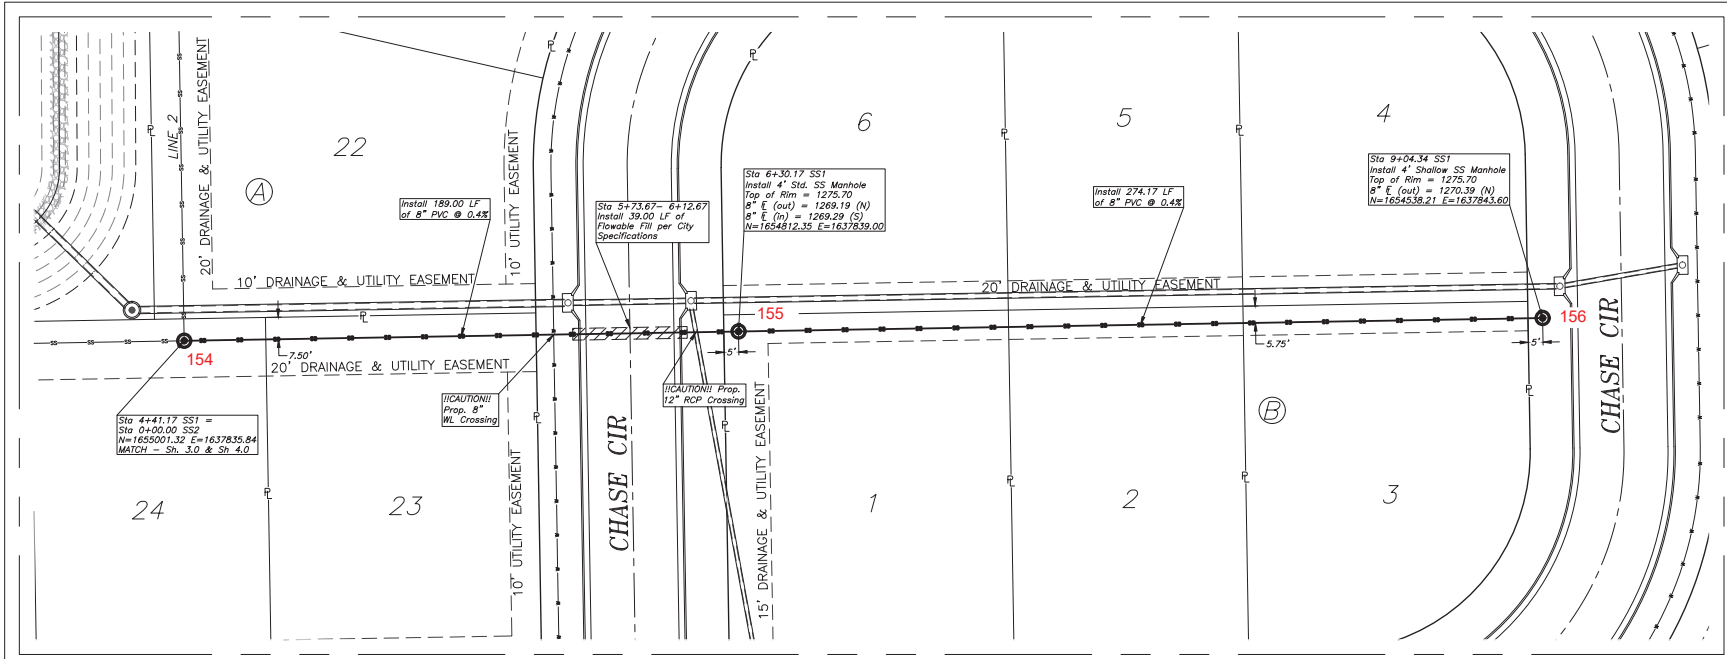 LINE 2
20' DRAINAGE & UTILITY EASEMENT
22
A
10' UTILITY EASEMENT
Install 189.00 LF
of 8" PVC @ 0.4%
Sta 5+73.67- 6+12.67
Install 39.00 LF of
Flowable Fill per City
Specifications
Sta 6+30.17 SS1
Install 4' Std. SS Manhole
Top of Rim = 1275.70
8" FL (out) = 1269.19 (N)
8" FL (in) = 1269.29 (S)
N=1654812.35 E=1637839.00
6
5
4
Install 274.17 LF
of 8" PVC @ 0.4%
Sta 9+04.34 SS1
Install 4' Shallow SS Manhole
Top of Rim = 1275.70
8" FL (out) = 1270.39 (N)
N=1654538.21 E=1637843.60
10' DRAINAGE & UTILITY EASEMENT
20' DRAINAGE & UTILITY EASEMENT
154
155
156
7.50'
5'
5.75'
5'
20' DRAINAGE & UTILITY EASEMENT
!!CAUTION!!
Prop. 8"
WL Crossing
!!CAUTION!! Prop.
12" RCP Crossing
Sta 4+41.17 SS1 =
Sta 0+00.00 SS2
N=1655001.32 E=1637835.84
MATCH - Sh. 3.0 & Sh 4.0
CHASE CIR
CHASE CIR
B
24
23
10' UTILITY EASEMENT
15' DRAINAGE & UTILITY EASEMENT
1
2
3